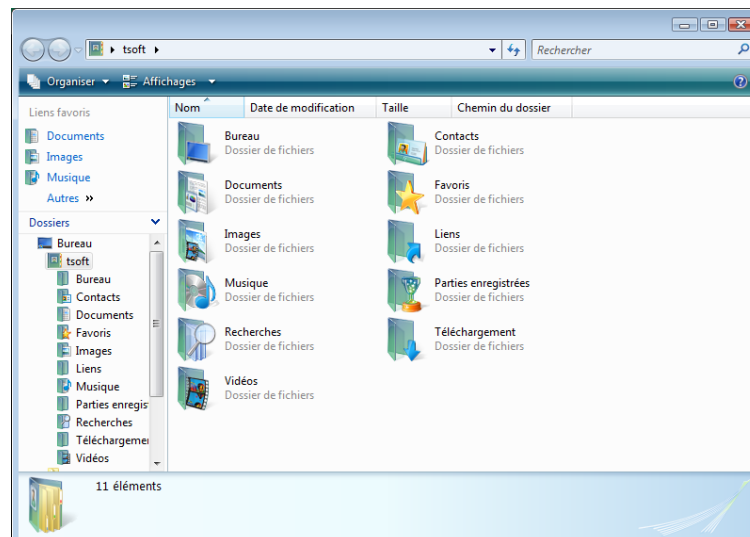 tsoft
Rechercher
Organiser
Affichages
Liens favoris
Documents
Images
Musique
Autres »
Dossiers
Bureau
tsoft
Bureau
Contacts
Documents
Favoris
Images
Liens
Musique
Parties enregis
Recherches
Téléchargemen
Vidéos
Nom Date de modification Taille Chemin du dossier
Bureau
Dossier de fichiers
Contacts
Dossier de fichiers
Documents
Dossier de fichiers
Favoris
Dossier de fichiers
Images
Dossier de fichiers
Liens
Dossier de fichiers
Musique
Dossier de fichiers
Parties enregistrées
Dossier de fichiers
Recherches
Dossier de fichiers
Téléchargement
Dossier de fichiers
Vidéos
Dossier de fichiers
11 éléments